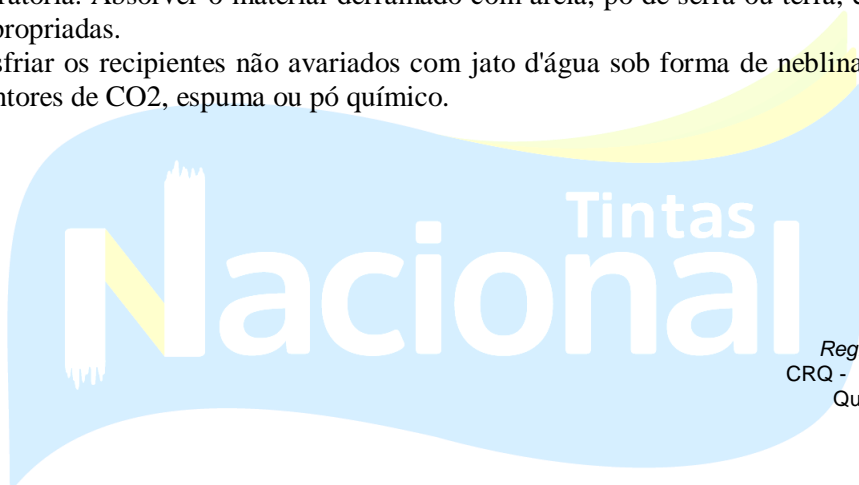 Absorver o material derramado com areia, pó de serra ou terra,
propriadas.
sfriar os recipientes não avariados com jato d'água sob forma de neblina
ntores de CO2, espuma ou pó químico.
Tintas
Nacional
Reg
CRQ -
Qu